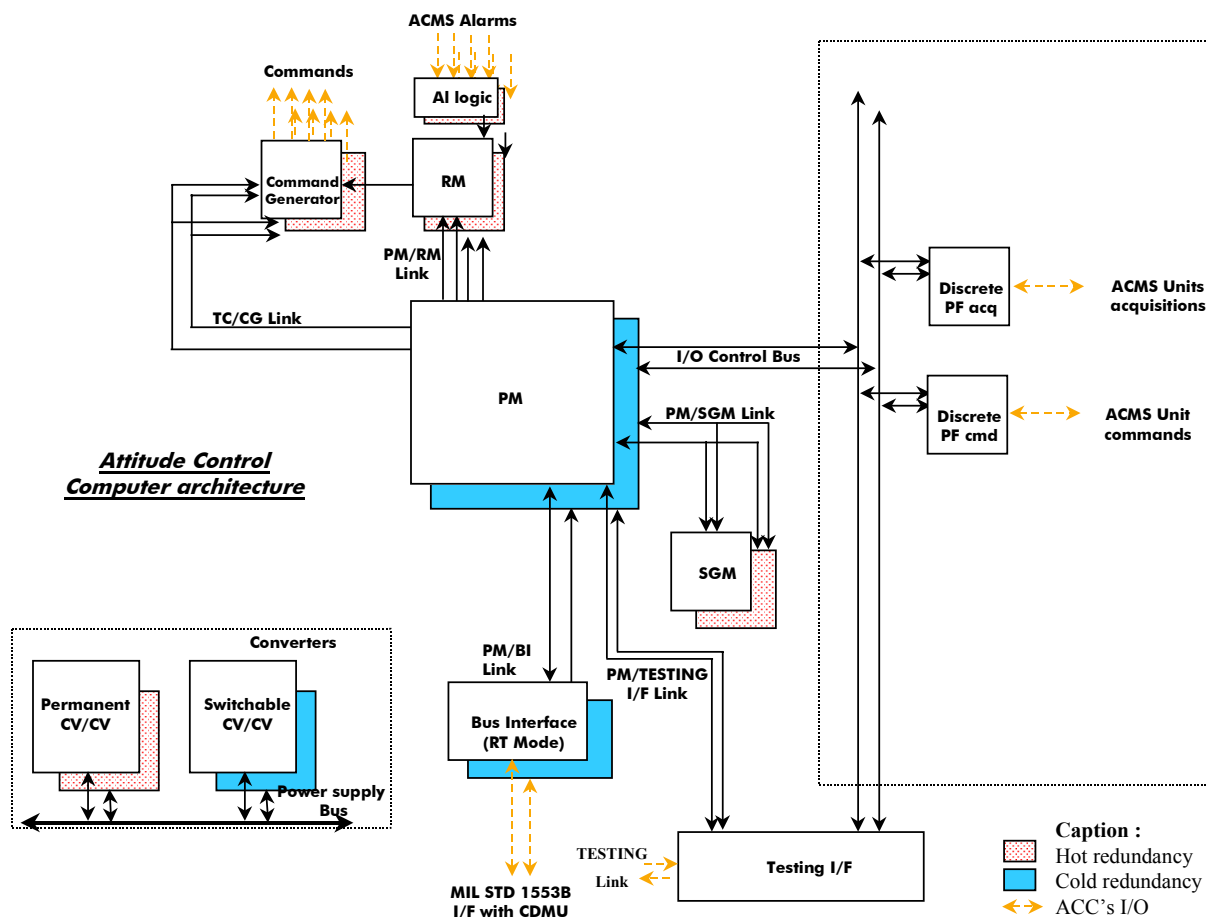 ACMS Alarms
Commands
Al logic
RM
Command
Generator
PM/RM
Link
TC/CG Link
Discrete
PF acq
ACMS Units
acquisitions
I/O Control Bus
PM
Discrete
PF cmd
ACMS Unit
commands
PM/SGM Link
Attitude Control
Computer architecture
SGM
Converters
Permanent
CV/CV
Switchable
CV/CV
Power supply
Bus
PM/BI
Link
PM/TESTING
I/F Link
Bus Interface
(RT Mode)
MIL STD 1553B
I/F with CDMU
TESTING
Link
Testing I/F
Caption :
Hot redundancy
Cold redundancy
ACC's I/O